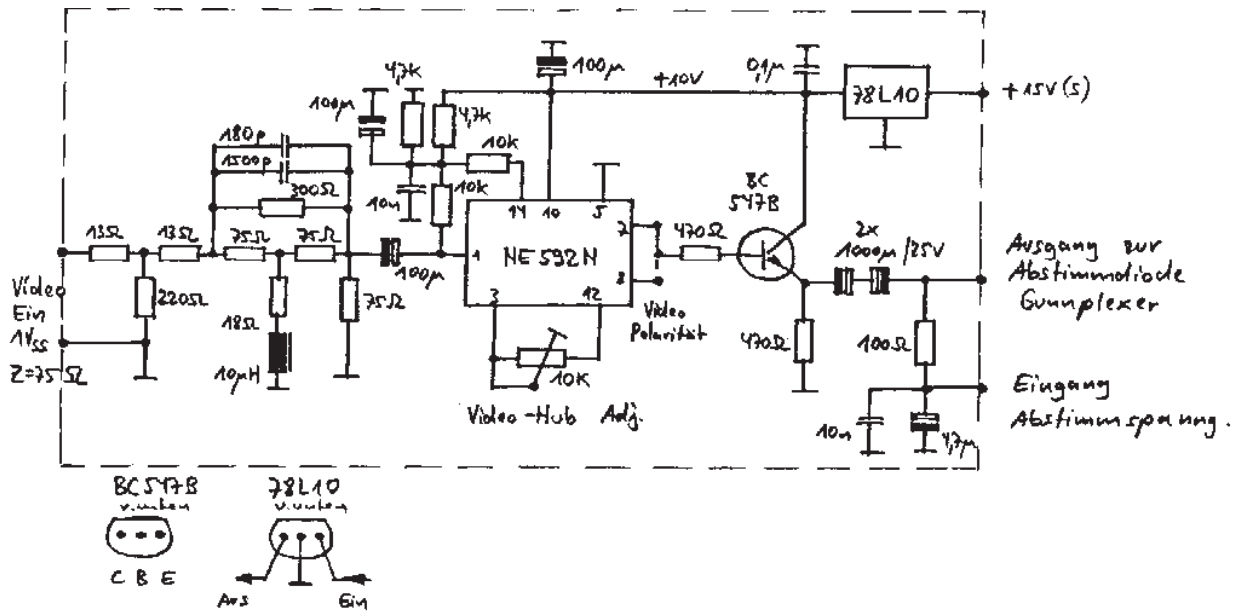 100µ
+10V
0,1µ
78L10
+15V(s)
4,7K
100µ
4,7K
180p
1500p
300Ω
10K
10n
10K
14
10
5
BC
547B
13Ω
13Ω
75Ω
75Ω
100µ
1
NE 592N
7
8
470Ω
2x
1000µ/25V
Ausgang zur
Abstimmdiode
Gunnplexer
Video
Ein
1Vss
Z=75Ω
220Ω
18Ω
10µH
75Ω
3
12
Video
Polarität
10K
470Ω
100Ω
Video-Hub Adj.
10n
4,7µ
Eingang
Abstimmspanng.
BC547B
v.unten
C B E
78L10
v.unten
Aus
Ein